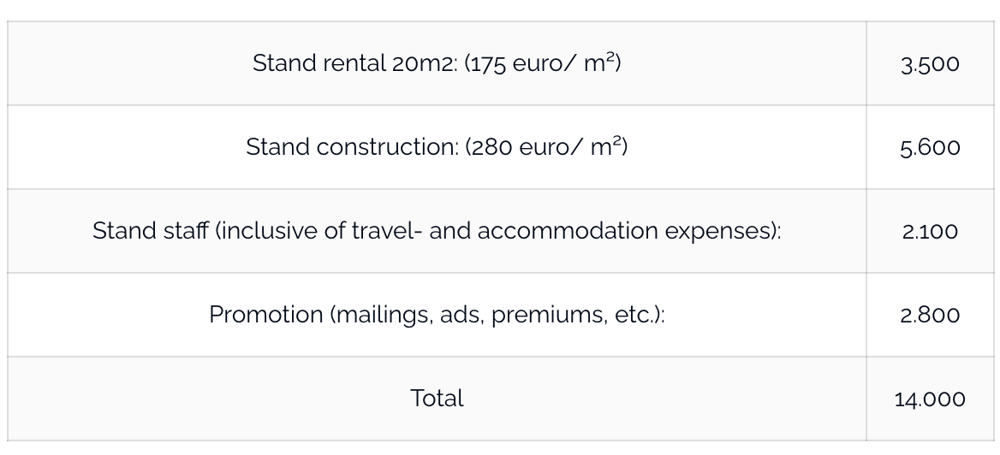 Stand rental 20m2: (175 euro/ m²) 3.500
Stand construction: (280 euro/ m²) 5.600
Stand staff (inclusive of travel- and accommodation expenses): 2.100
Promotion (mailings, ads, premiums, etc.): 2.800
Total 14.000